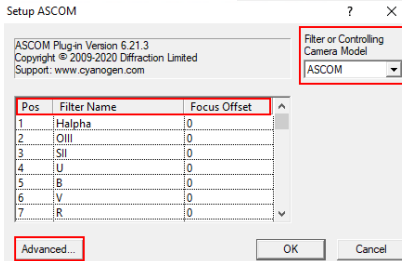 Setup ASCOM ? ×
ASCOM Plug-in Version 6.21.3
Copyright © 2009-2020 Diffraction Limited
Support: www.cyanogen.com
Filter or Controlling
Camera Model
ASCOM
Pos Filter Name Focus Offset
1 Halpha 0
2 OIII 0
3 SII 0
4 U 0
5 B 0
6 V 0
7 R 0
Advanced... OK Cancel